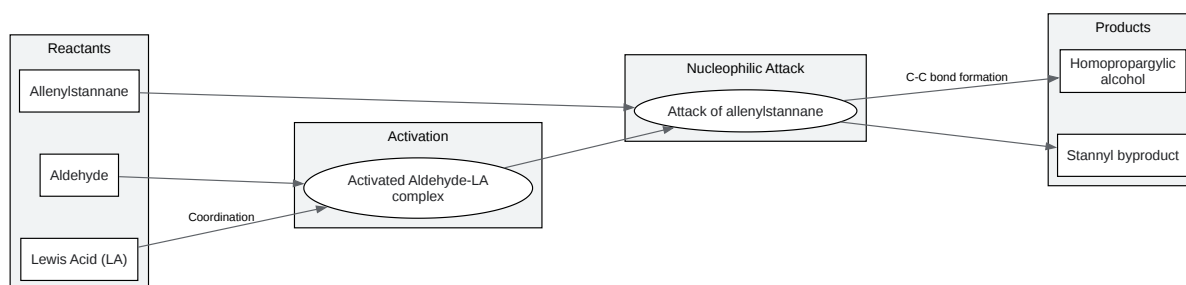 Reactants
Allenylstannane
Aldehyde
Lewis Acid (LA)
Coordination
Activation
Activated Aldehyde-LA
complex
Nucleophilic Attack
Attack of allenylstannane
C-C bond formation
Products
Homopropargylic
alcohol
Stannyl byproduct